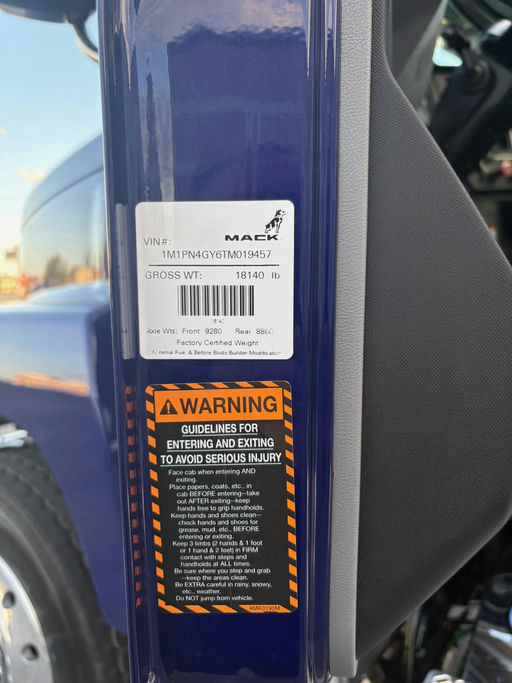 MACK
VIN#:
1M1PN4GY6TM019457
GROSS WT: 18140 lb
18140
Axle Wts: Front 9280 Rear 8860
Factory Certified Weight
Minimal Fuel & Before Body Builder Modification
WARNING
GUIDELINES FOR
ENTERING AND EXITING
TO AVOID SERIOUS INJURY
Face cab when entering AND
exiting.
Place papers, coats, etc., in
cab BEFORE entering--take
out AFTER exiting--keep
hands free to grip handholds.
Keep hands and shoes clean--
check hands and shoes for
grease, mud, etc., BEFORE
entering or exiting.
Keep 3 limbs (2 hands & 1 foot
or 1 hand & 2 feet) in FIRM
contact with steps and
handholds at ALL times.
Be sure where you step and grab
--keep the areas clean.
Be EXTRA careful in rainy, snowy,
etc., weather.
Do NOT jump from vehicle.
4MR3190M